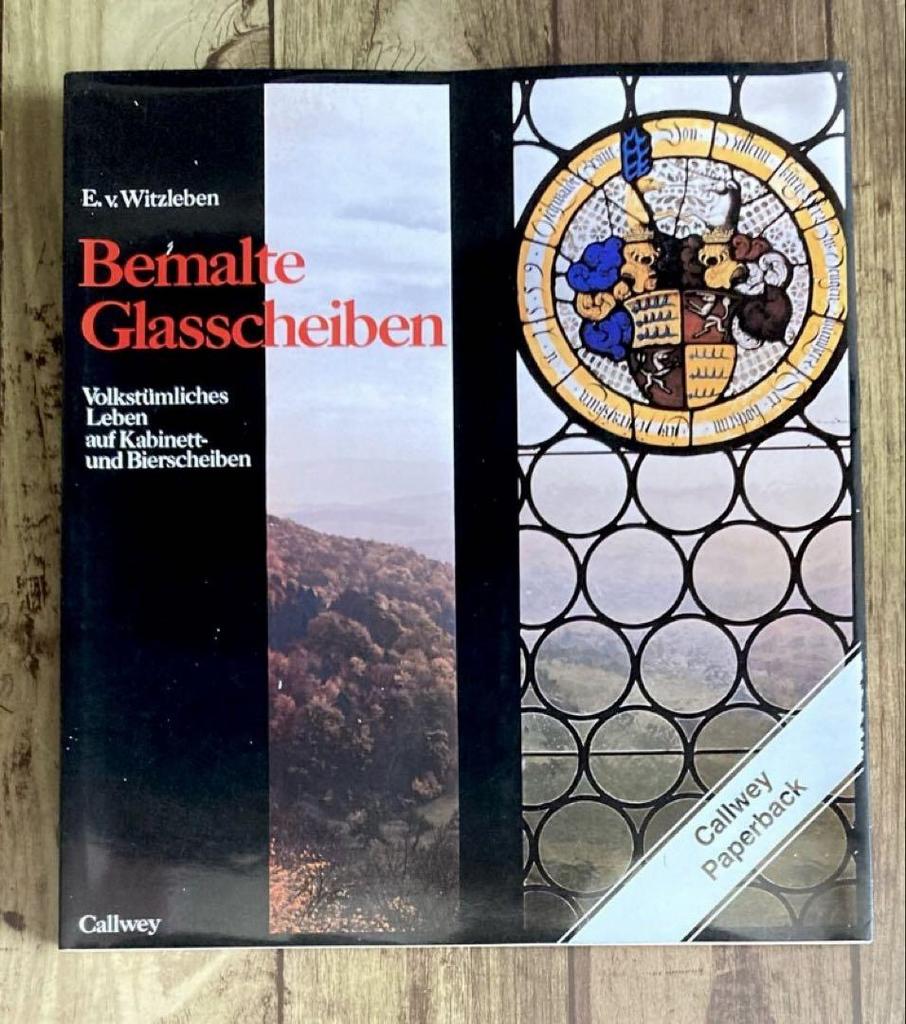 E. v. Witzleben
Bemalte
Glasscheiben
Volkstümliches
Leben
auf Kabinett-
und Bierscheiben
Callwey
Paperback
Callwey